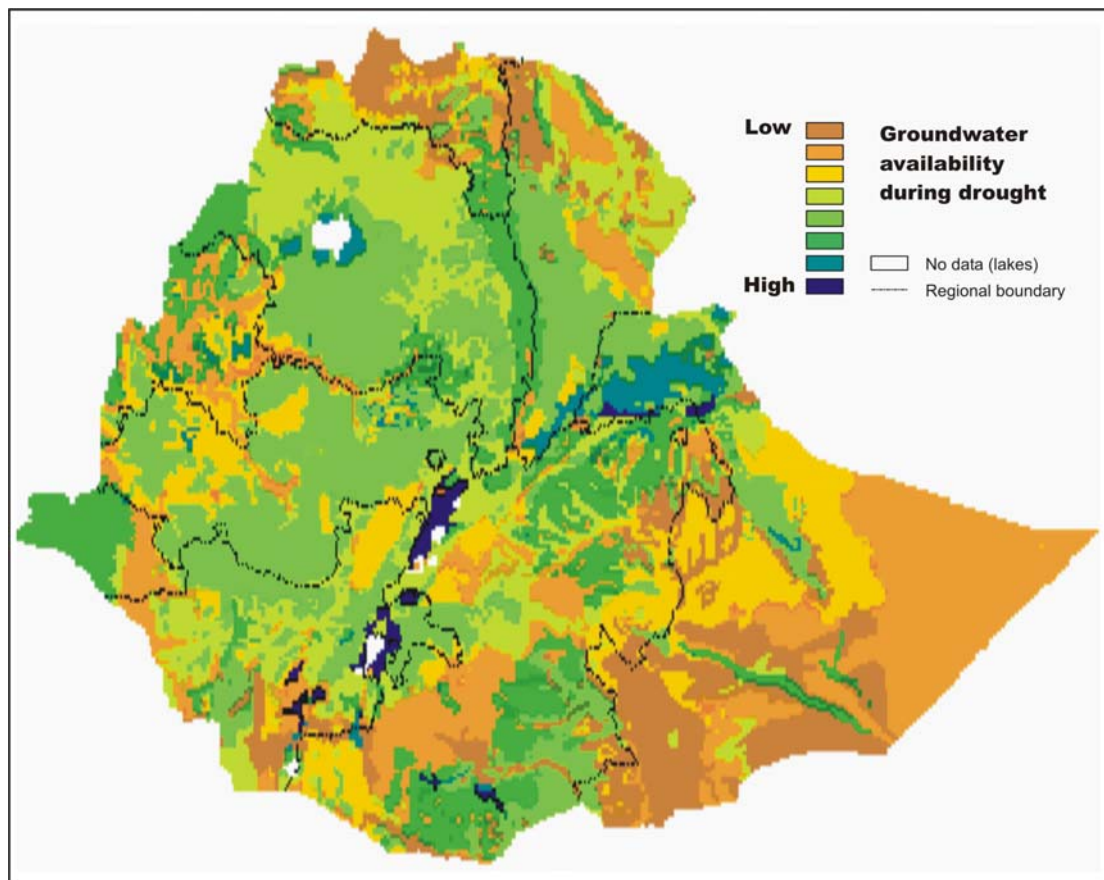 Low
Groundwater
availability
during drought
No data (lakes)
High
Regional boundary